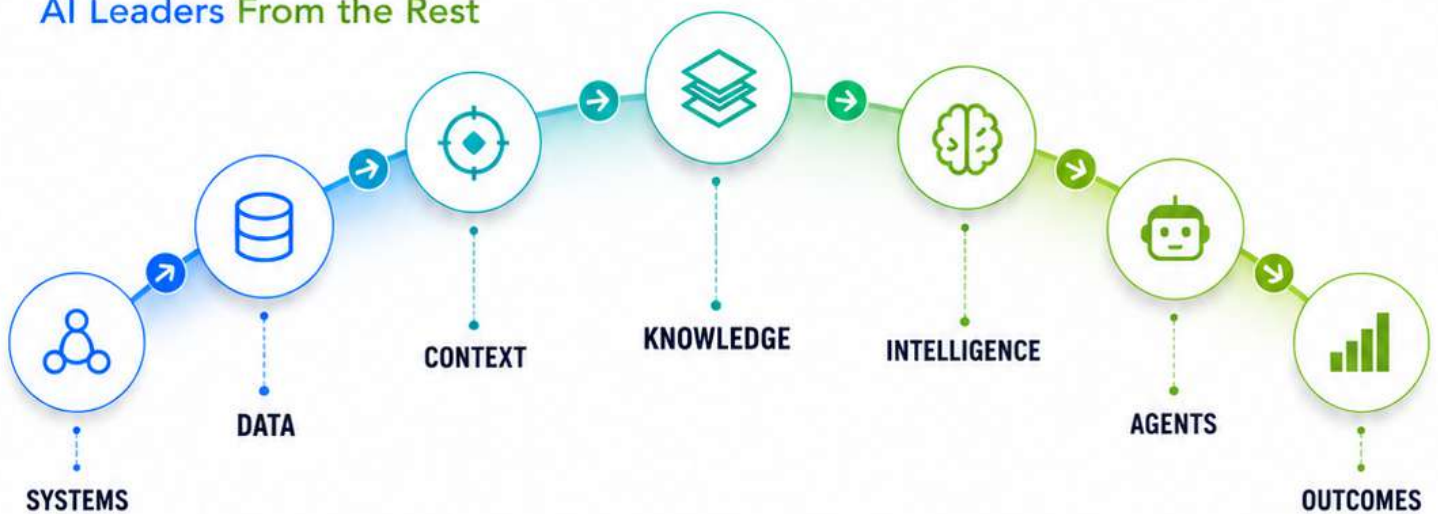 AI Leaders From the Rest
SYSTEMS
DATA
CONTEXT
KNOWLEDGE
INTELLIGENCE
AGENTS
OUTCOMES